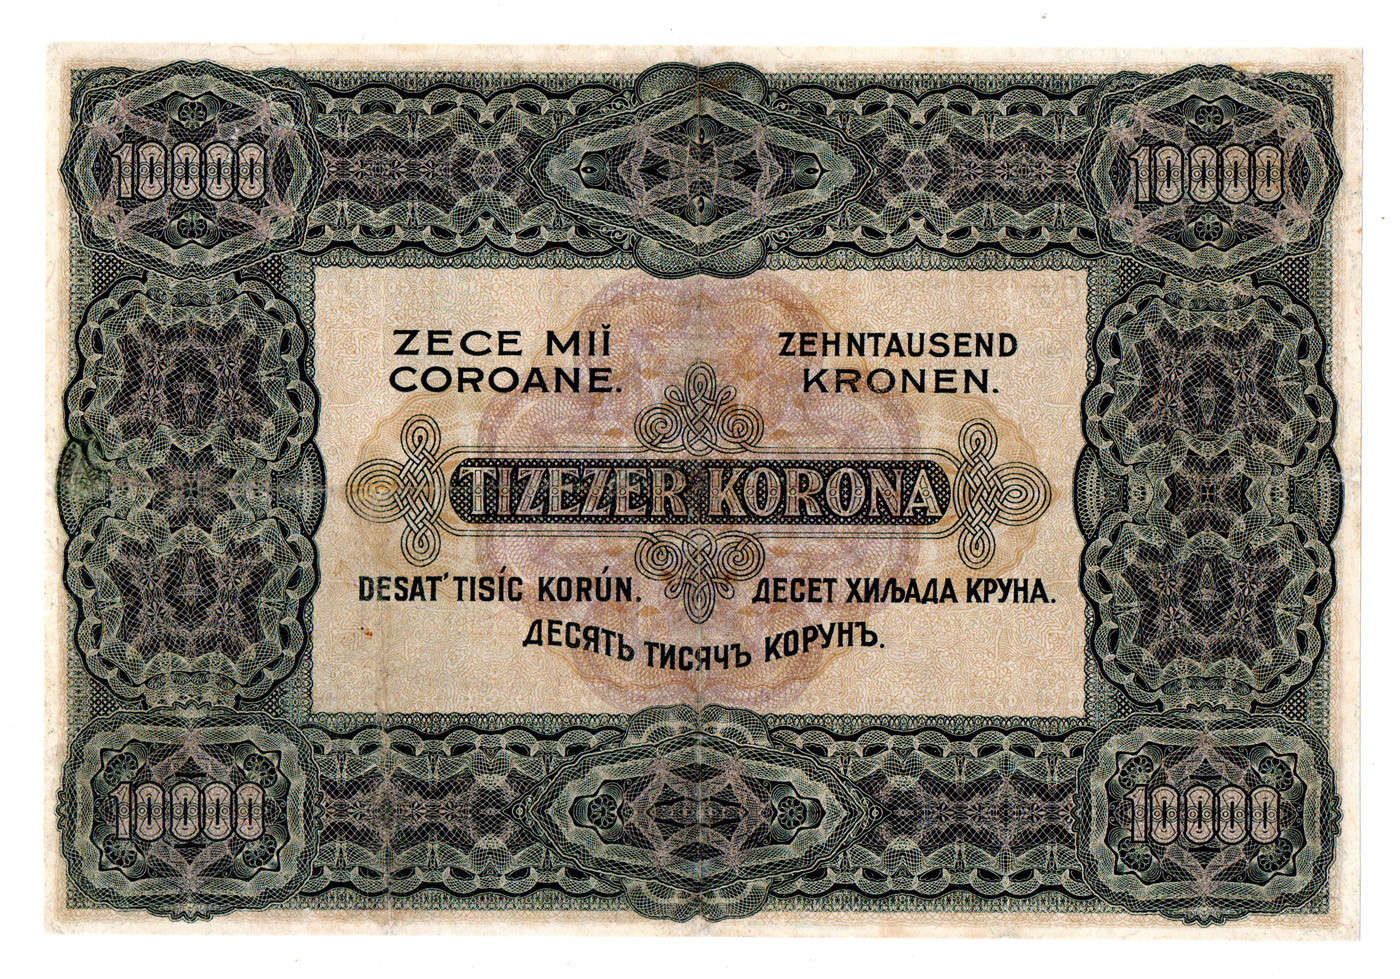 10000
10000
ZECE MIĬ
COROANE.
ZEHNTAUSEND
KRONEN.
TIZEZER KORONA
DESAT' TISÍC KORÚN.
ДЕСЕТ ХИЉАДА КРУНА.
ДЕСЯТЬ ТИСЯЧЪ КОРУНЪ.
10000
10000